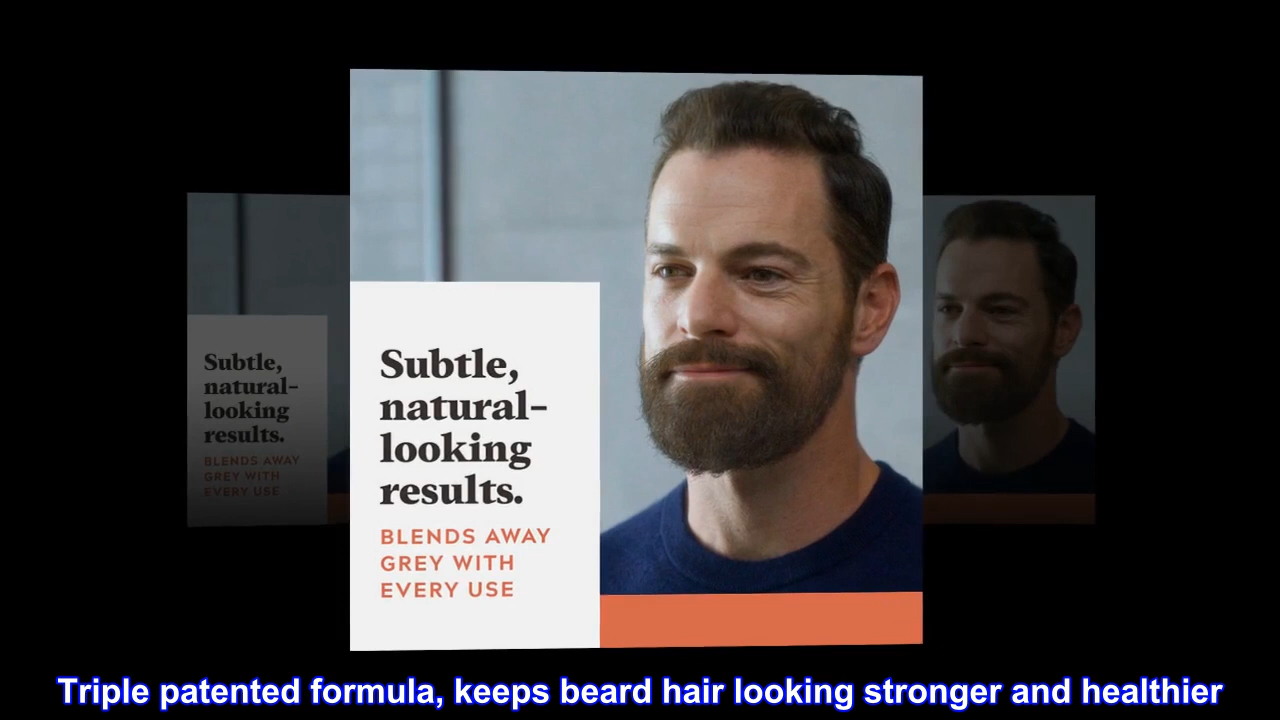 Subtle,
natural-
looking
results.
BLENDS AWAY
GREY WITH
EVERY USE
Subtle,
natural-
looking
results.
BLENDS AWAY
GREY WITH
EVERY USE
Triple patented formula, keeps beard hair looking stronger and healthier